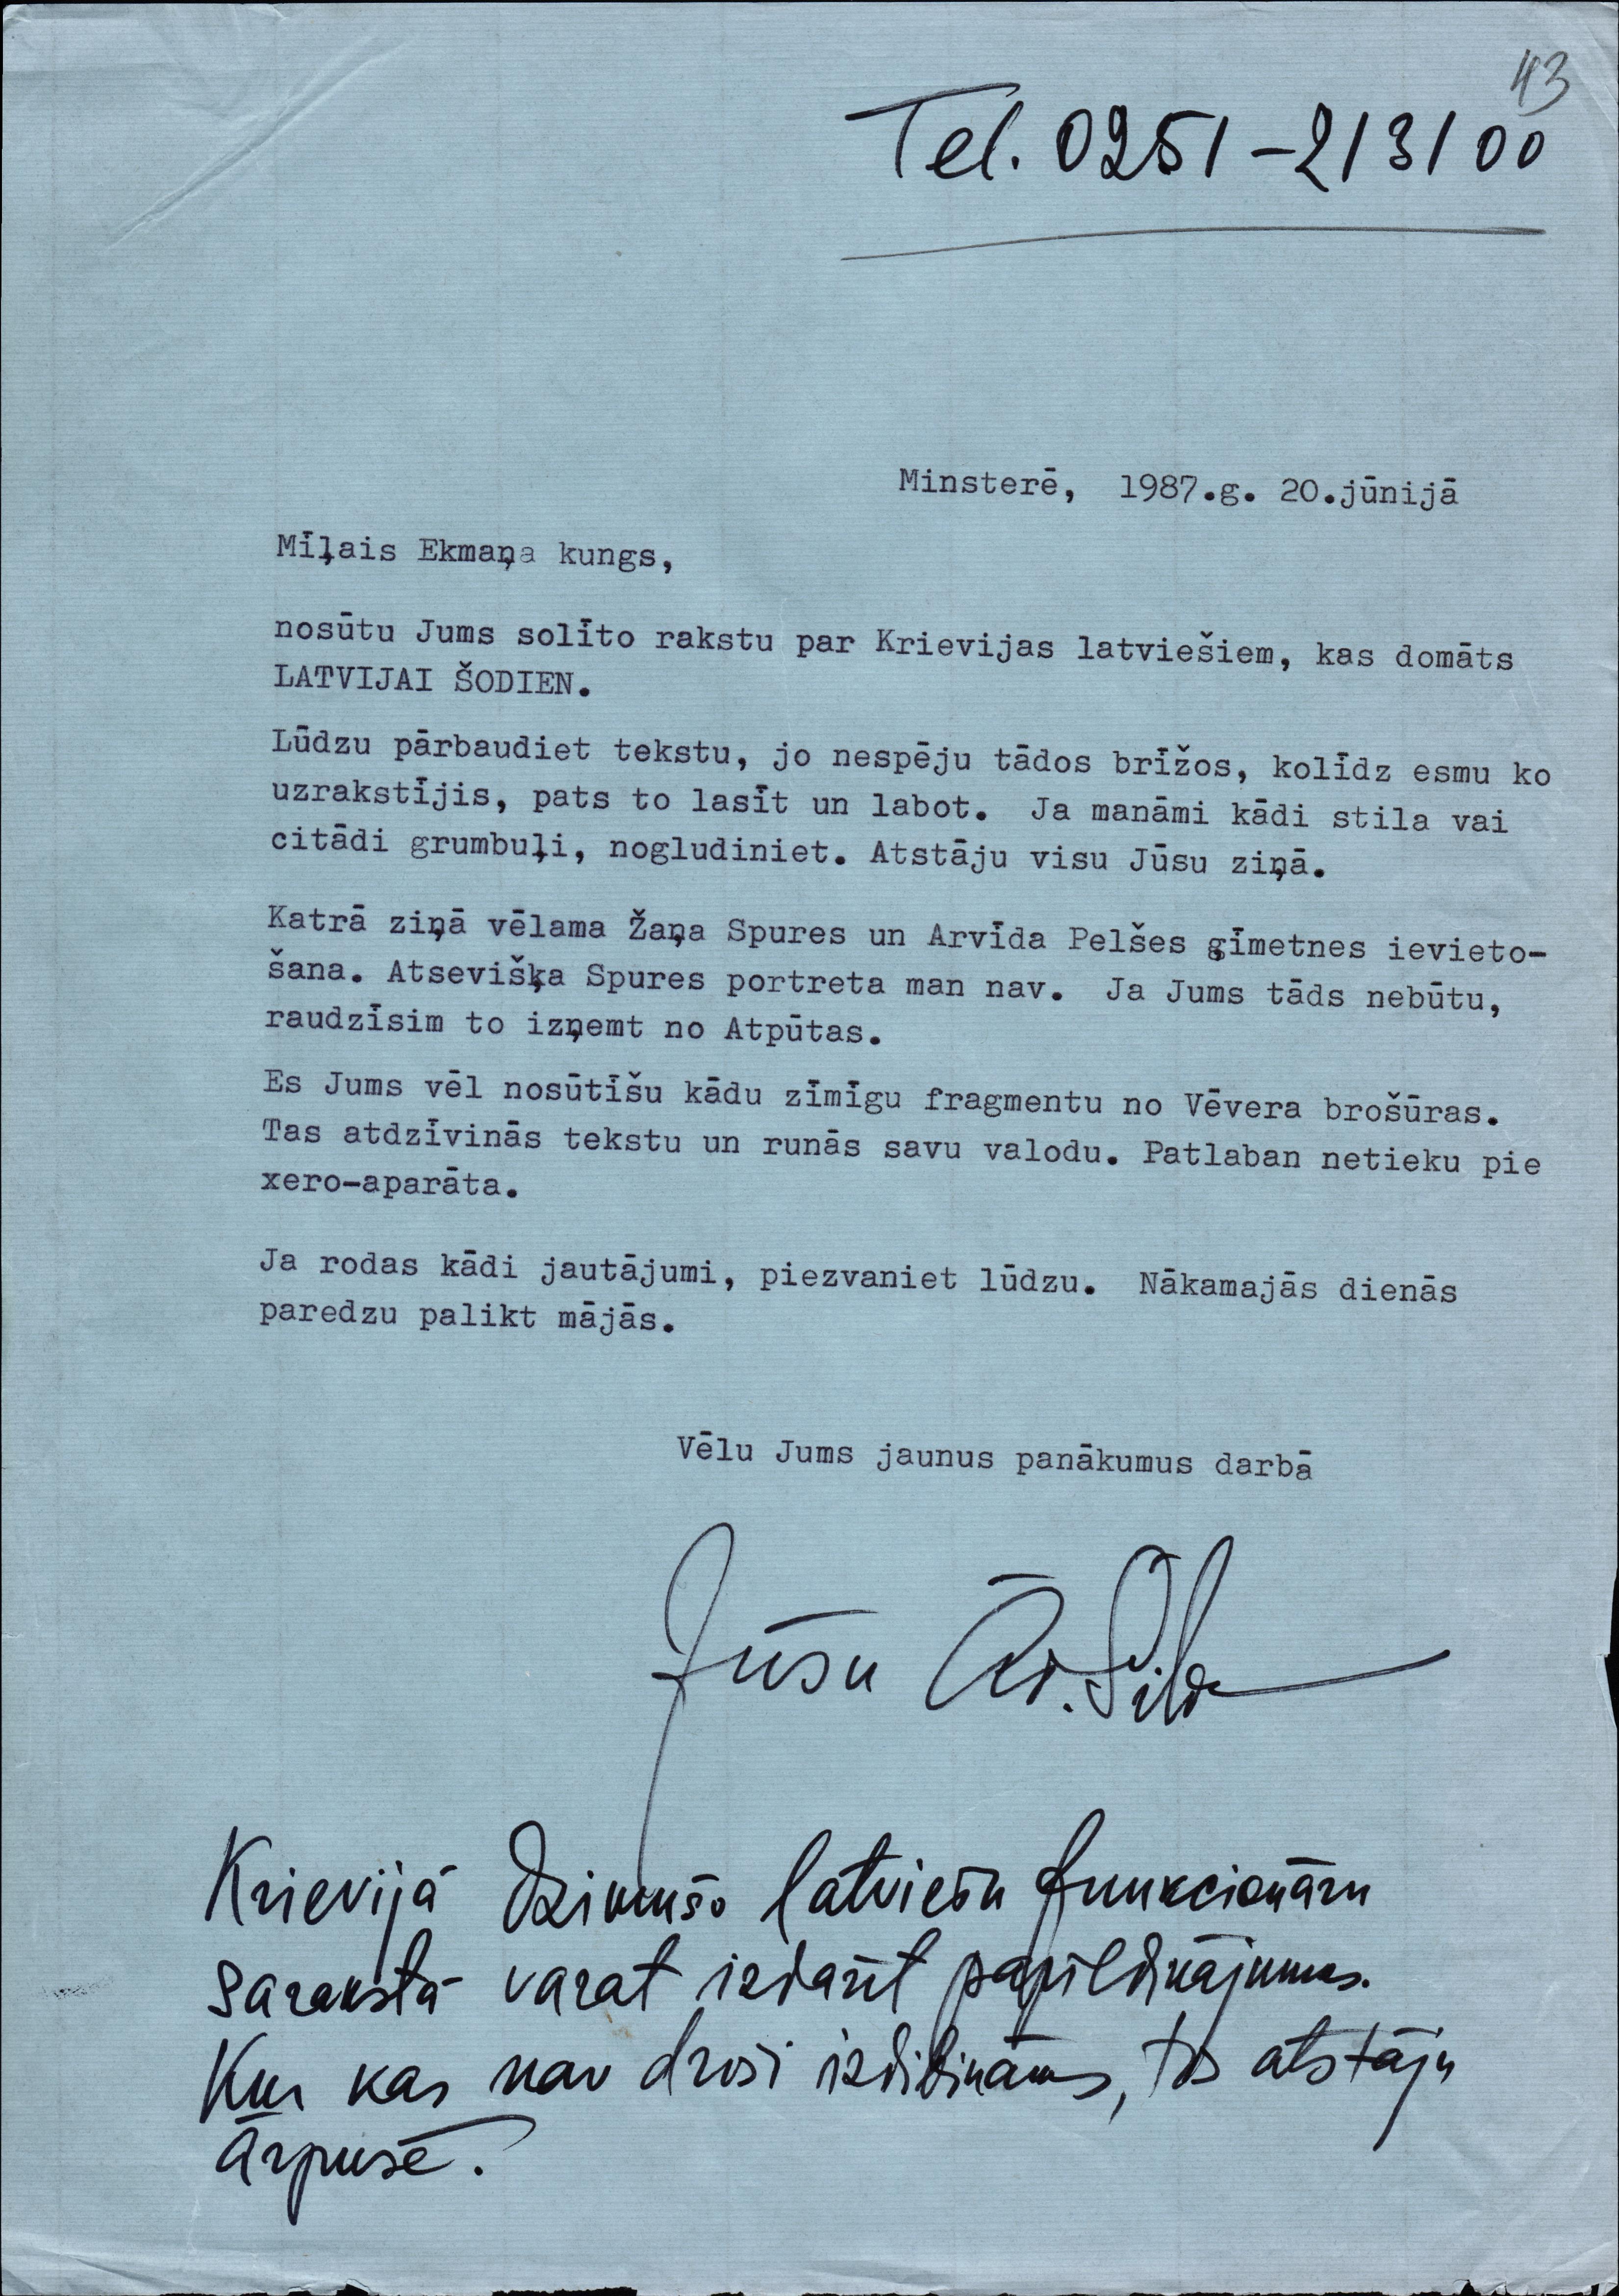 43
Tel. 0251-213100
Minsterē, 1987.g. 20.jūnijā
Mīļais Ekmaņa kungs,
nosūtu Jums solīto rakstu par Krievijas latviešiem, kas domāts
LATVIJAI ŠODIEN.
Lūdzu pārbaudiet tekstu, jo nespēju tādos brīžos, kolīdz esmu ko
uzrakstījis, pats to lasīt un labot. Ja manāmi kādi stila vai
citādi grumbuļi, nogludiniet. Atstāju visu Jūsu ziņā.
Katrā ziņā vēlama Žaņa Spures un Arvīda Pelšes ģīmetnes ievieto-
šana. Atsevišķa Spures portreta man nav. Ja Jums tāds nebūtu,
raudzīsim to izņemt no Atpūtas.
Es Jums vēl nosūtīšu kādu zīmīgu fragmentu no Vēvera brošūras.
Tas atdzīvinās tekstu un runās savu valodu. Patlaban netieku pie
xero-aparāta.
Ja rodas kādi jautājumi, piezvaniet lūdzu. Nākamajās dienās
paredzu palikt mājās.
Vēlu Jums jaunus panākumus darbā
Jūsu Ād. Šilde
Krievijā dzimušo latviešu funkcionāru
sarakstā varat izdarīt papildinājumus.
Kur kas nav droši izdibināms, to atstāju
ārpusē.